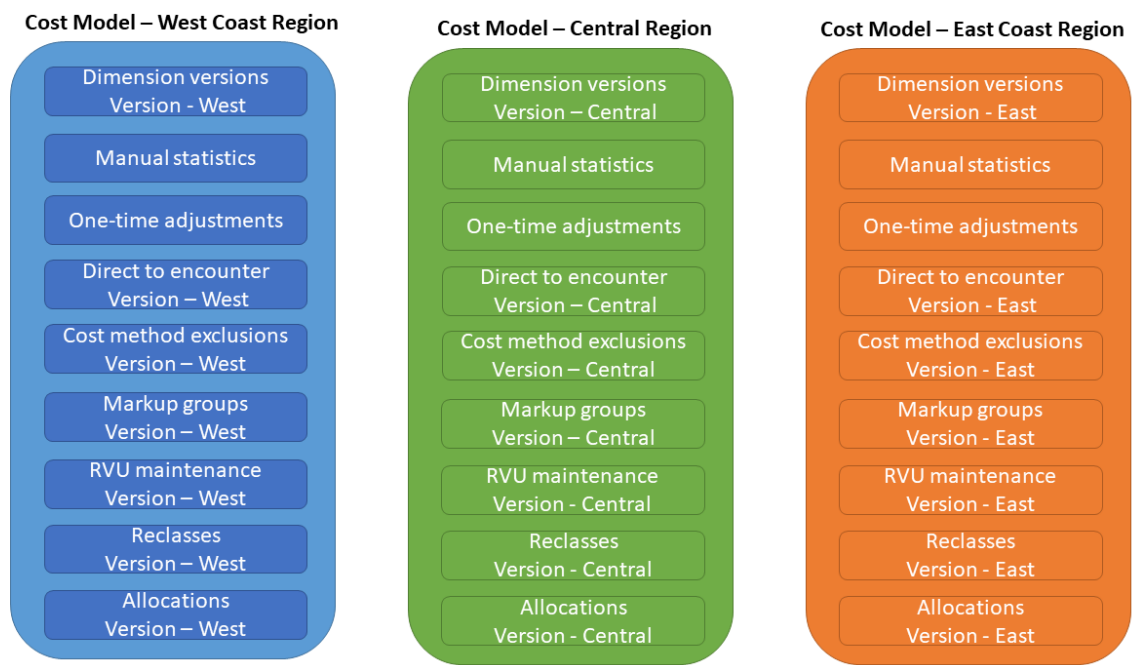 Cost Model – West Coast Region
Dimension versions
Version - West
Manual statistics
One-time adjustments
Direct to encounter
Version – West
Cost method exclusions
Version – West
Markup groups
Version – West
RVU maintenance
Version – West
Reclasses
Version – West
Allocations
Version – West
Cost Model – Central Region
Dimension versions
Version – Central
Manual statistics
One-time adjustments
Direct to encounter
Version – Central
Cost method exclusions
Version – Central
Markup groups
Version – Central
RVU maintenance
Version - Central
Reclasses
Version - Central
Allocations
Version - Central
Cost Model – East Coast Region
Dimension versions
Version - East
Manual statistics
One-time adjustments
Direct to encounter
Version - East
Cost method exclusions
Version - East
Markup groups
Version - East
RVU maintenance
Version - East
Reclasses
Version - East
Allocations
Version - East